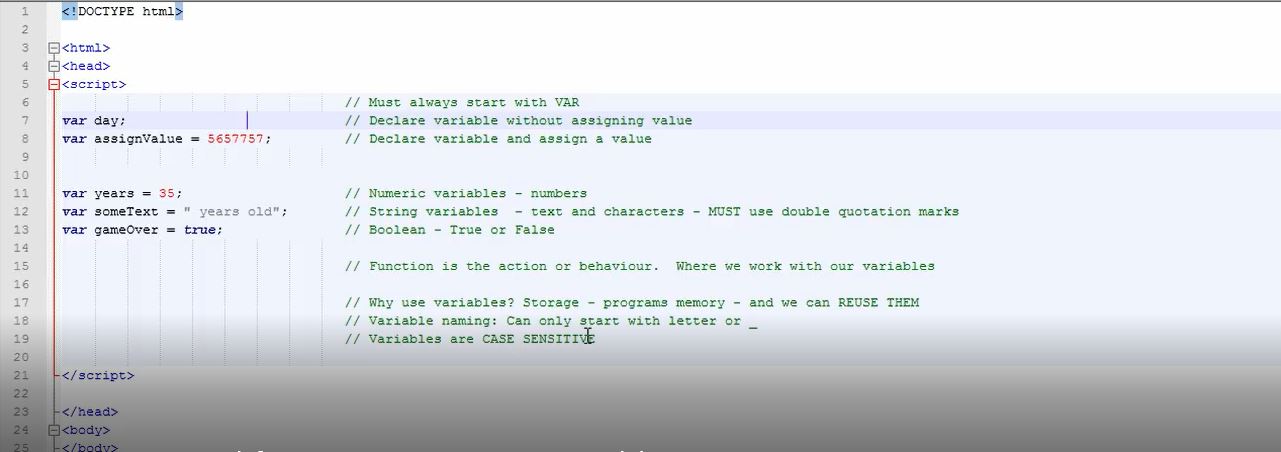 1 <!DOCTYPE html>
2
3 <html>
4 <head>
5 <script>
6 // Must always start with VAR
7 var day; // Declare variable without assigning value
8 var assignValue = 5657757; // Declare variable and assign a value
9
10
11 var years = 35; // Numeric variables - numbers
12 var someText = " years old"; // String variables - text and characters - MUST use double quotation marks
13 var gameOver = true; // Boolean - True or False
14
15 // Function is the action or behaviour. Where we work with our variables
16
17 // Why use variables? Storage - programs memory - and we can REUSE THEM
18 // Variable naming: Can only start with letter or _
19 // Variables are CASE SENSITIVE
20
21 </script>
22
23 </head>
24 <body>
25 </body>